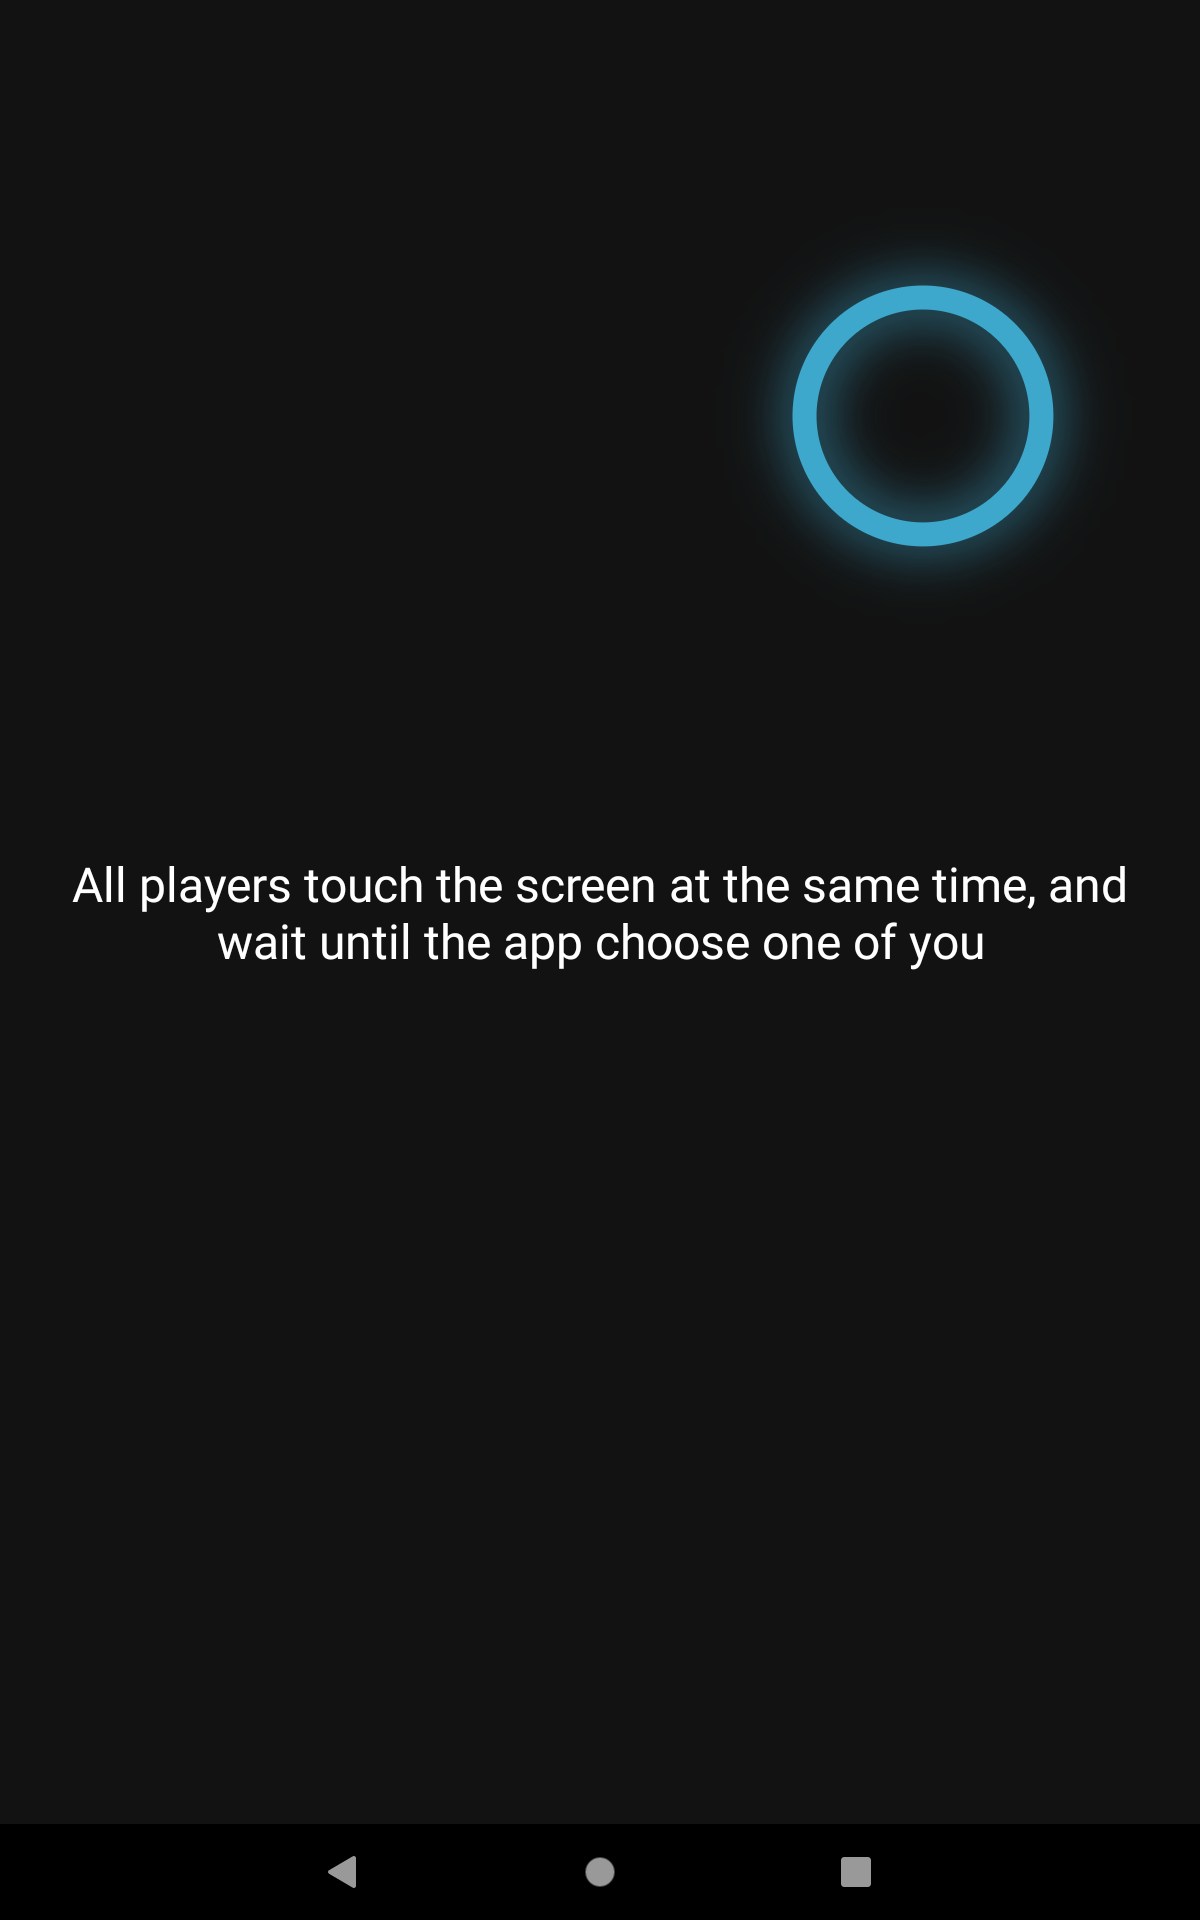 All players touch the screen at the same time, and
wait until the app choose one of you